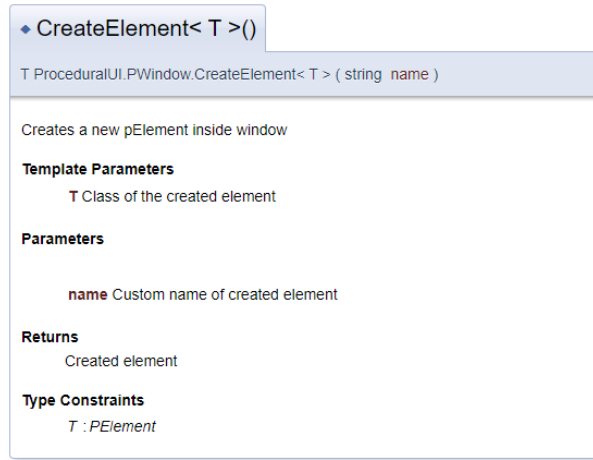 ◆ CreateElement< T >()
T ProceduralUI.PWindow.CreateElement< T > ( string name )
Creates a new pElement inside window
Template Parameters
T Class of the created element
Parameters
name Custom name of created element
Returns
Created element
Type Constraints
T : PElement